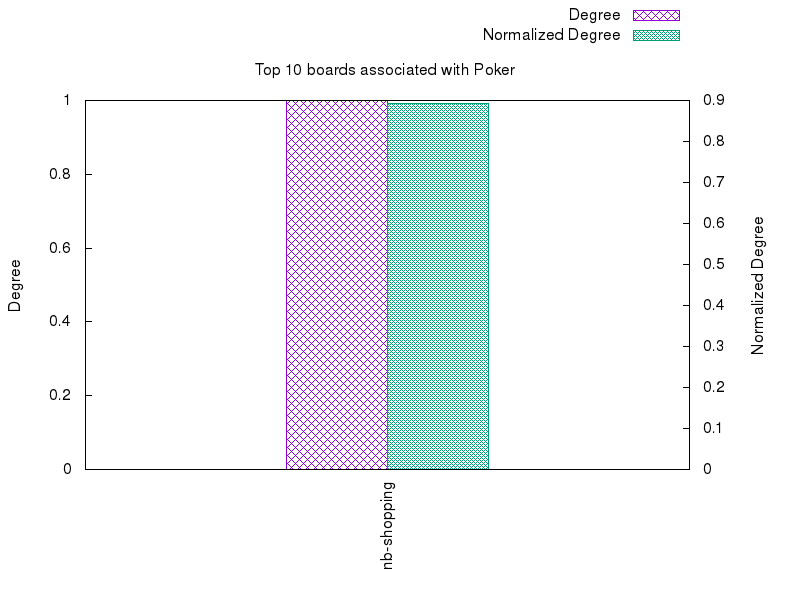 Degree
Normalized Degree
Top 10 boards associated with Poker
1
0.8
0.6
0.4
0.2
0
Degree
0.9
0.8
0.7
0.6
0.5
0.4
0.3
0.2
0.1
0
Normalized Degree
nb-shopping